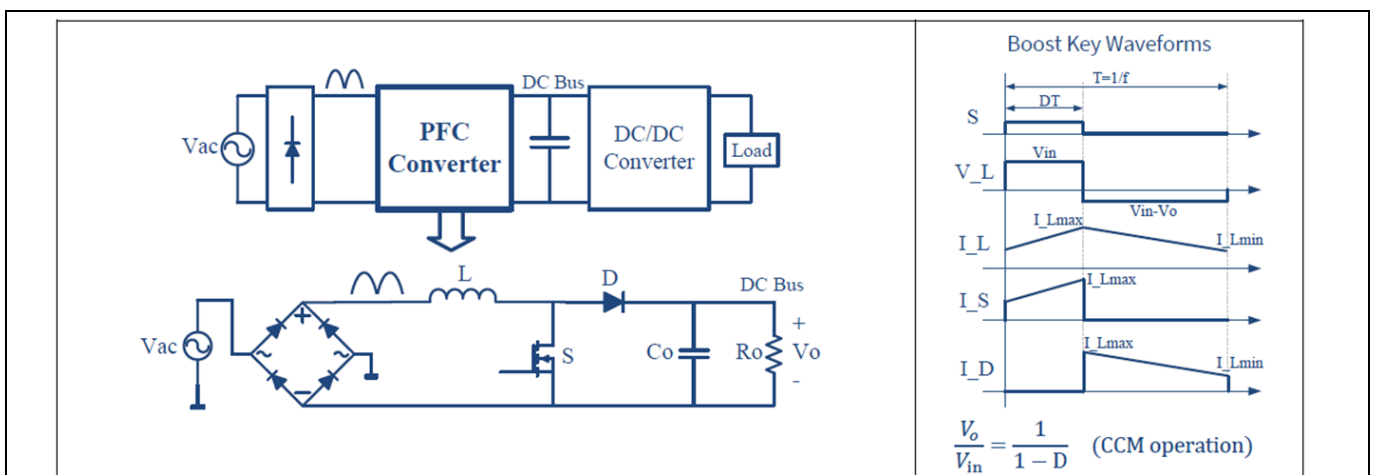 DC Bus
Vac
PFC
Converter
DC/DC
Converter
Load
L
D
DC Bus
Vac
+
~
~
−
S
Co
Ro
+
Vo
-
Boost Key Waveforms
T=1/f
DT
S
Vin
V_L
Vin-Vo
I_Lmax
I_L
I_Lmin
I_Lmax
I_S
I_Lmax
I_Lmin
I_D
Vo/Vin = 1/(1 − D) (CCM operation)